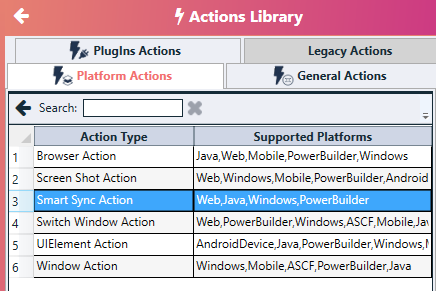 Actions Library
PlugIns Actions Legacy Actions
Platform Actions General Actions
Search:
Action Type Supported Platforms
1 Browser Action Java,Web,Mobile,PowerBuilder,Windows
2 Screen Shot Action Web,Windows,Mobile,PowerBuilder,Android
3 Smart Sync Action Web,Java,Windows,PowerBuilder
4 Switch Window Action Web,PowerBuilder,Windows,ASCF,Mobile,Jav
5 UIElement Action AndroidDevice,Java,PowerBuilder,Windows,M
6 Window Action Windows,Mobile,ASCF,PowerBuilder,Java